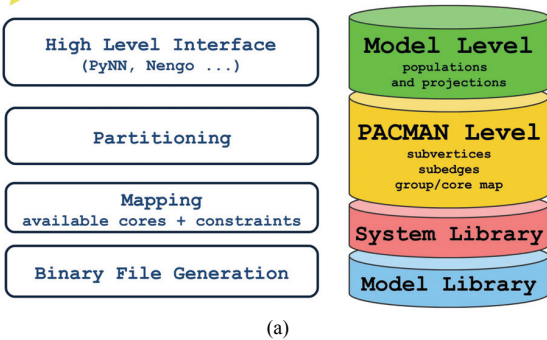 High Level Interface
(PyNN, Nengo ...)
Partitioning
Mapping
available cores + constraints
Binary File Generation
Model Level
populations
and projections
PACMAN Level
subvertices
subedges
group/core map
System Library
Model Library
(a)